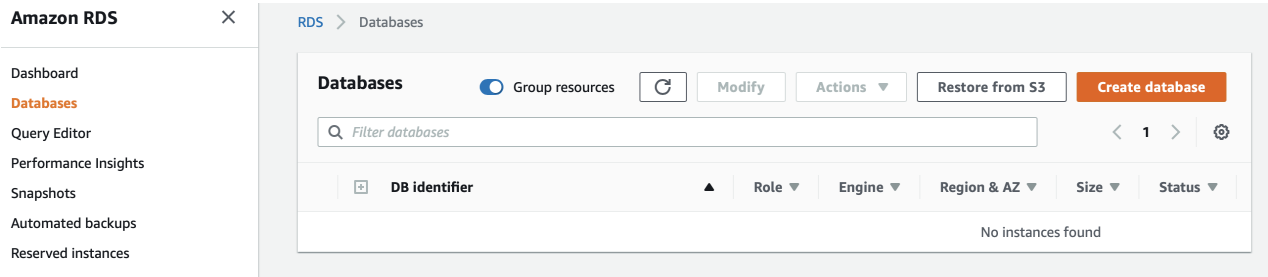 Amazon RDS
Dashboard
Databases
Query Editor
Performance Insights
Snapshots
Automated backups
Reserved instances
RDS > Databases
Databases
Group resources
Modify
Actions
Restore from S3
Create database
Filter databases
1
DB identifier Role Engine Region & AZ Size Status
No instances found